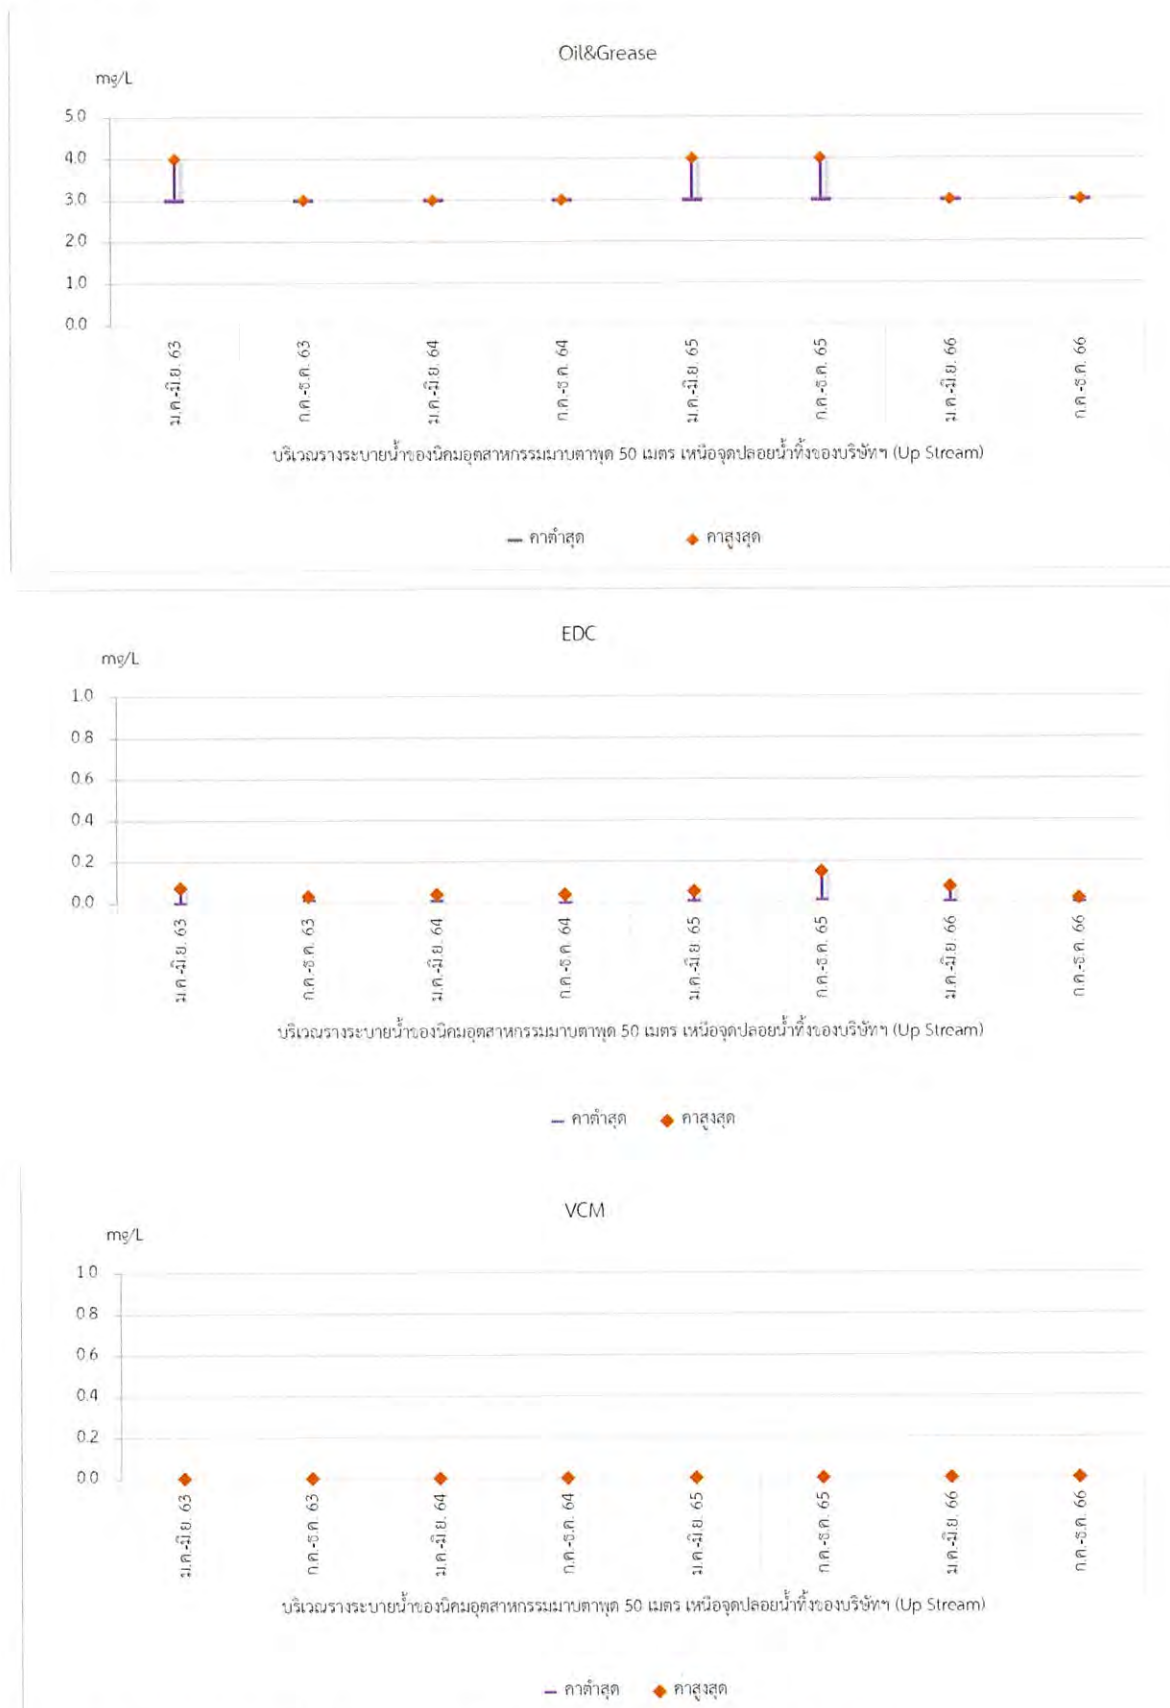 Oil&Grease
mg/L
5.0
4.0
3.0
2.0
1.0
0.0
ม.ค.-มิ.ย. 63
ก.ค.-ธ.ค. 63
ม.ค.-มิ.ย. 64
ก.ค.-ธ.ค. 64
ม.ค.-มิ.ย. 65
ก.ค.-ธ.ค. 65
ม.ค.-มิ.ย. 66
ก.ค.-ธ.ค. 66
บริเวณรางระบายน้ำของนิคมอุตสาหกรรมมาบตาพุด 50 เมตร เหนือจุดปลอยน้ำทิ้งของบริษัทฯ (Up Stream)
คาต่ำสุด คาสูงสุด
EDC
mg/L
1.0
0.8
0.6
0.4
0.2
0.0
ม.ค.-มิ.ย. 63
ก.ค.-ธ.ค. 63
ม.ค.-มิ.ย. 64
ก.ค.-ธ.ค. 64
ม.ค.-มิ.ย. 65
ก.ค.-ธ.ค. 65
ม.ค.-มิ.ย. 66
ก.ค.-ธ.ค. 66
บริเวณรางระบายน้ำของนิคมอุตสาหกรรมมาบตาพุด 50 เมตร เหนือจุดปลอยน้ำทิ้งของบริษัทฯ (Up Stream)
คาต่ำสุด คาสูงสุด
VCM
mg/L
1.0
0.8
0.6
0.4
0.2
0.0
ม.ค.-มิ.ย. 63
ก.ค.-ธ.ค. 63
ม.ค.-มิ.ย. 64
ก.ค.-ธ.ค. 64
ม.ค.-มิ.ย. 65
ก.ค.-ธ.ค. 65
ม.ค.-มิ.ย. 66
ก.ค.-ธ.ค. 66
บริเวณรางระบายน้ำของนิคมอุตสาหกรรมมาบตาพุด 50 เมตร เหนือจุดปลอยน้ำทิ้งของบริษัทฯ (Up Stream)
คาต่ำสุด คาสูงสุด